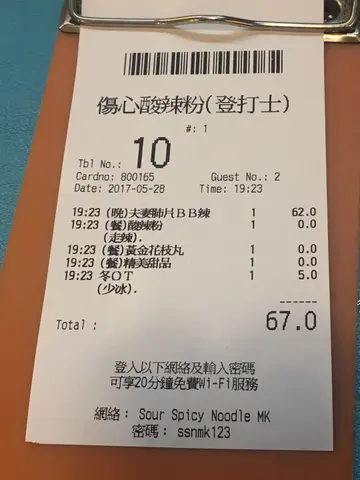 傷心酸辣粉(登打士)
#: 1
Tbl No.: 10
Cardno: 800165 Guest No.: 2
Date: 2017-05-28 Time: 19:23
19:23 (晩)夫妻肺片BB辣 1 62.0
19:23 (餐)酸辣粉 1 0.0
(走辣).
19:23 (餐)黃金花枝丸 1 0.0
19:23 (餐)精美甜品 1 0.0
19:23 冬OT 1 5.0
(少冰).
------
Total : 67.0
登入以下網絡及輸入密碼
可享20分鐘免費Wi-Fi服務
網絡: Sour Spicy Noodle MK
密碼: ssnmk123